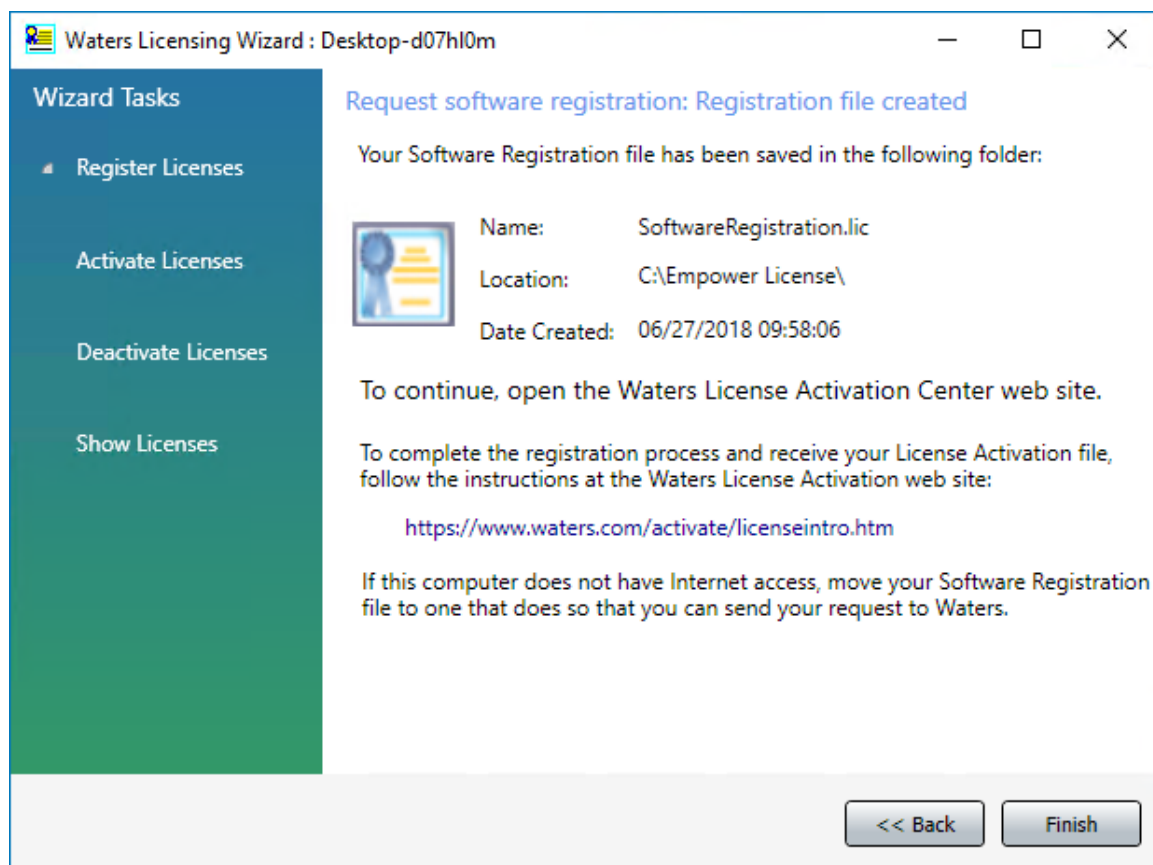 Waters Licensing Wizard : Desktop-d07hl0m
Wizard Tasks
Register Licenses
Activate Licenses
Deactivate Licenses
Show Licenses
Request software registration: Registration file created
Your Software Registration file has been saved in the following folder:
Name: SoftwareRegistration.lic
Location: C:\Empower License\
Date Created: 06/27/2018 09:58:06
To continue, open the Waters License Activation Center web site.
To complete the registration process and receive your License Activation file,
follow the instructions at the Waters License Activation web site:
https://www.waters.com/activate/licenseintro.htm
If this computer does not have Internet access, move your Software Registration
file to one that does so that you can send your request to Waters.
<< Back
Finish